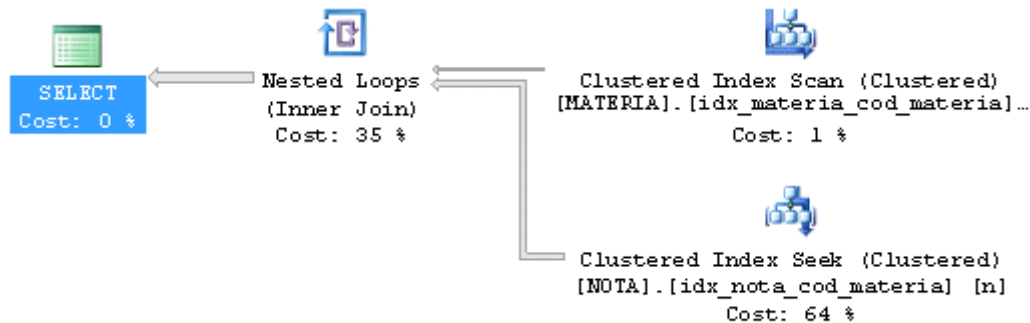 SELECT
Cost: 0 %
Nested Loops
(Inner Join)
Cost: 35 %
Clustered Index Scan (Clustered)
[MATERIA].[idx_materia_cod_materia]…
Cost: 1 %
Clustered Index Seek (Clustered)
[NOTA].[idx_nota_cod_materia] [n]
Cost: 64 %